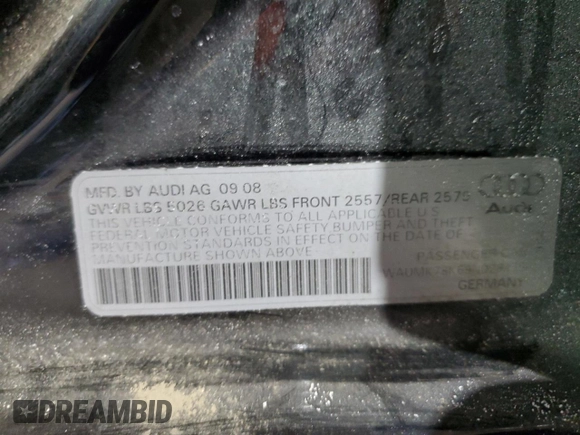 MFD. BY AUDI AG 09 08
GVWR LBS 5026 GAWR LBS FRONT 2557/REAR 2575
THIS VEHICLE CONFORMS TO ALL APPLICABLE U.S.
FEDERAL MOTOR VEHICLE SAFETY, BUMPER AND THEFT
PREVENTION STANDARDS IN EFFECT ON THE DATE OF
MANUFACTURE SHOWN ABOVE
Audi
PASSENGER
GERMANY
DREAMBID